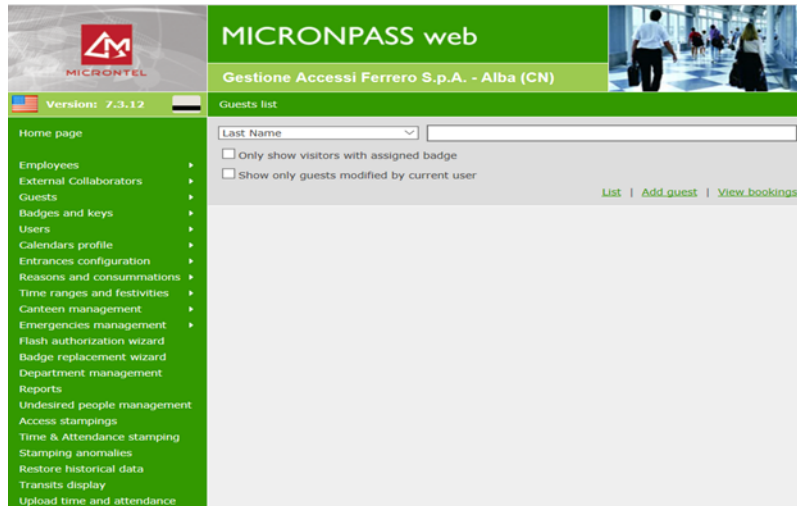 MICRONTEL
MICRONPASS web
Gestione Accessi Ferrero S.p.A. - Alba (CN)
Version: 7.3.12
Guests list
Home page
Employees
External Collaborators
Guests
Badges and keys
Users
Calendars profile
Entrances configuration
Reasons and consummations
Time ranges and festivities
Canteen management
Emergencies management
Flash authorization wizard
Badge replacement wizard
Department management
Reports
Undesired people management
Access stampings
Time & Attendance stamping
Stamping anomalies
Restore historical data
Transits display
Upload time and attendance
Last Name
Only show visitors with assigned badge
Show only guests modified by current user
List | Add guest | View bookings